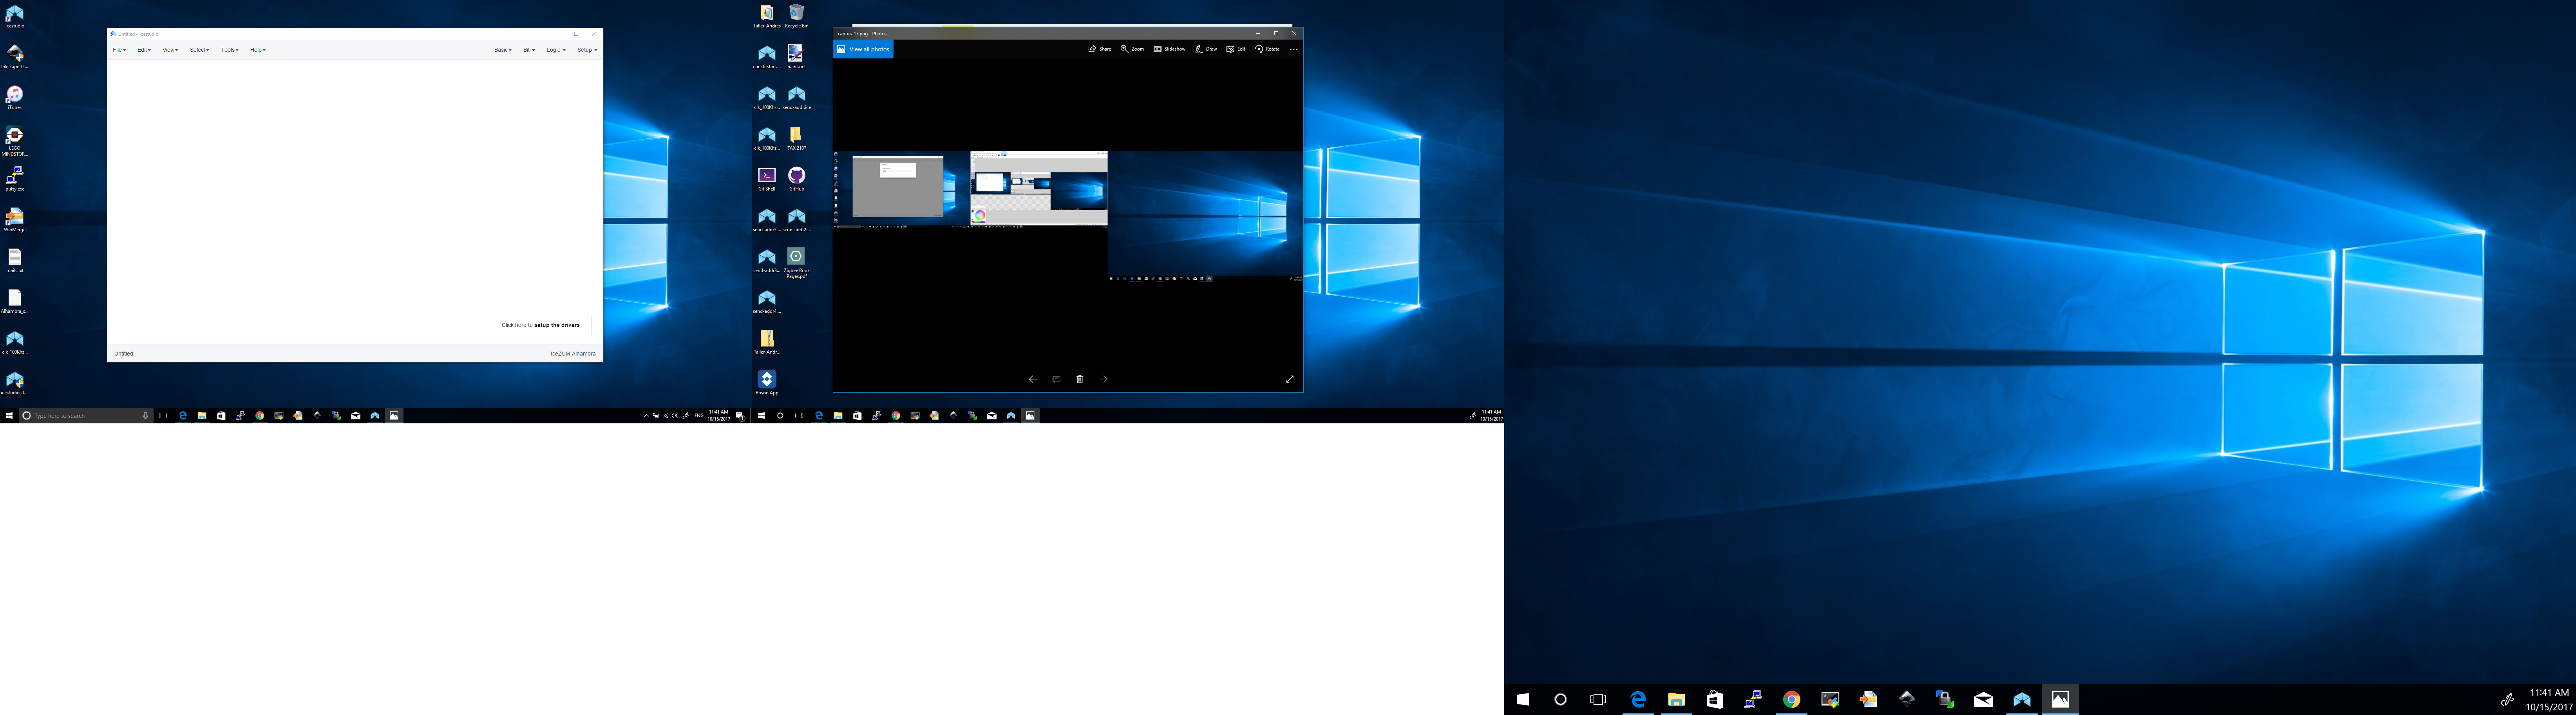 Icestudio
Inkscape-0....
iTunes
LEGO
MINDSTOR...
putty.exe
WinMerge
mails.txt
Alhambra_s...
clk_100Khz...
icestudio-0....
Untitled - Icestudio
File Edit View Select Tools Help Basic Bit Logic Setup
Click here to setup the drivers
Untitled IceZUM Alhambra
Type here to search
ENG
11:41 AM
10/15/2017
Taller-Andres Recycle Bin
check-start.... paint.net
clk_100Khz... send-addr.ice
clk_100Khz... TAX 2107
Git Shell GitHub
send-addr3.... send-addr2....
send-addr3... Zigbee Book
Pages.pdf
send-addr4....
Taller-Andr...
Boson App
captura17.png - Photos
View all photos Share Zoom Slideshow Draw Edit Rotate
11:41 AM
10/15/2017
11:41 AM
10/15/2017